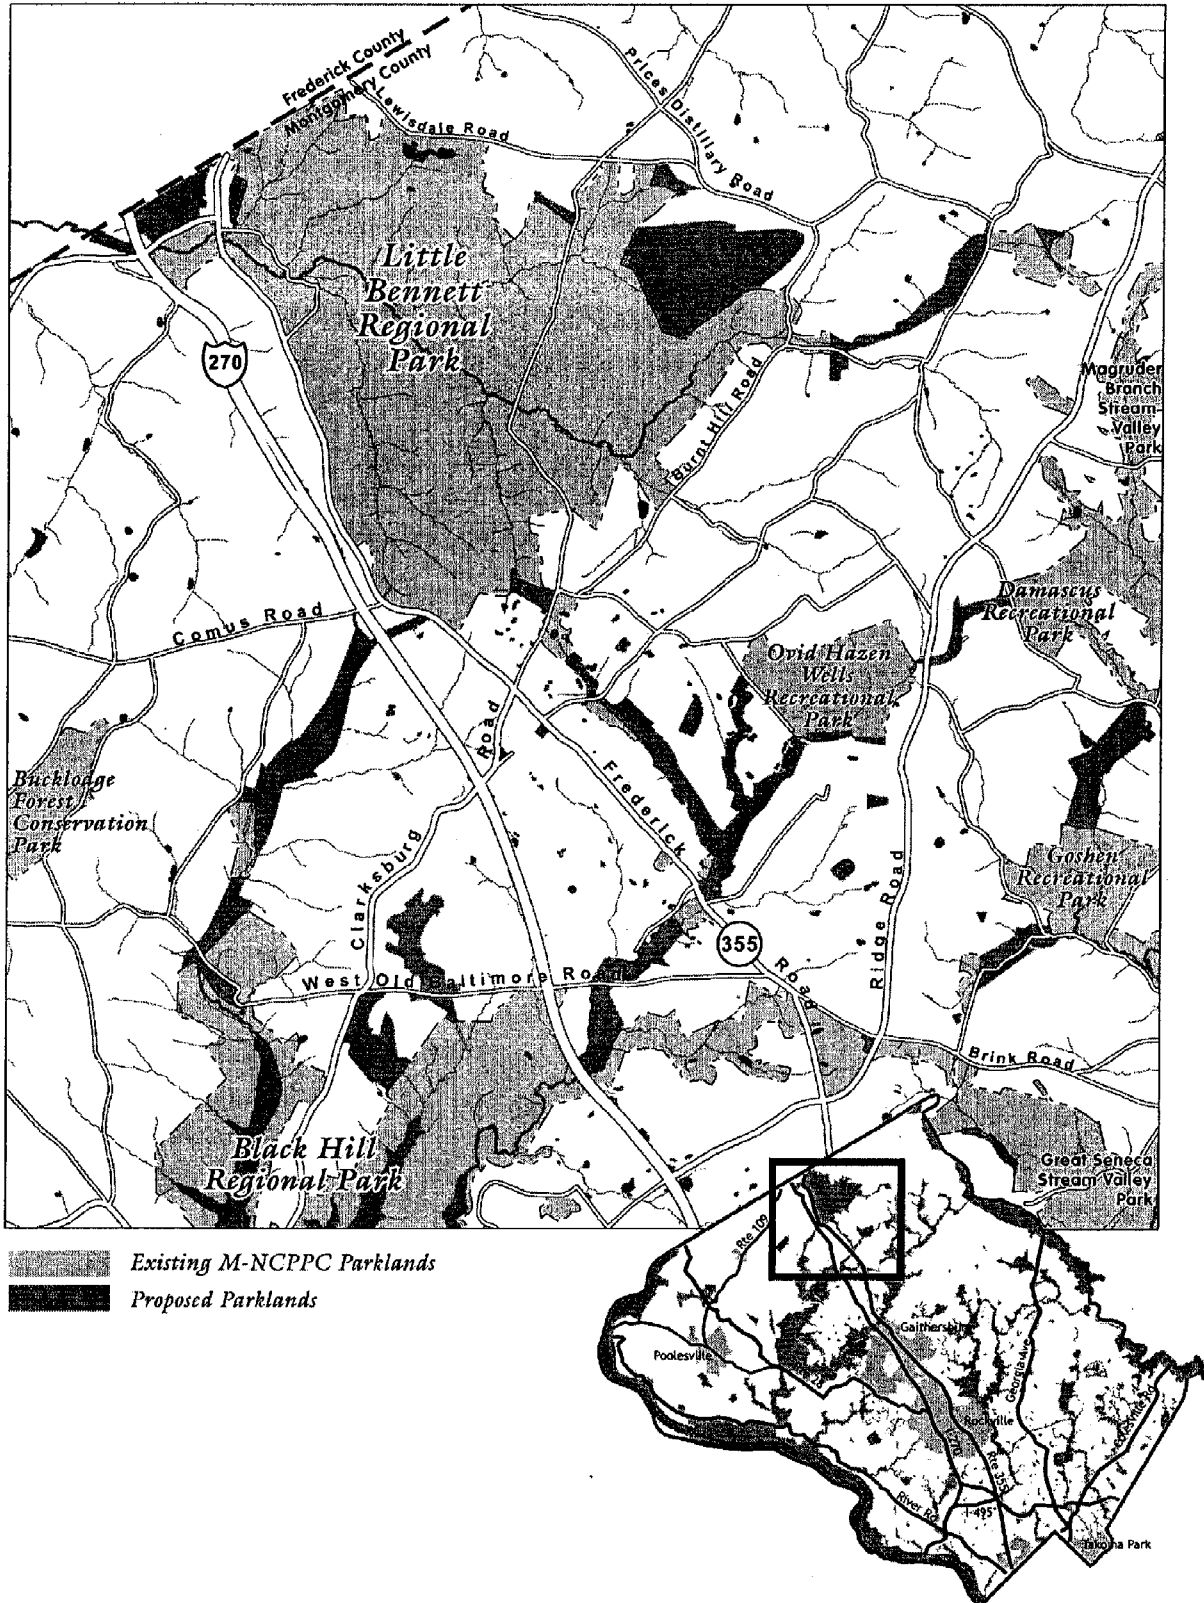 Frederick County
Montgomery County
Lewisdale Road
Prices Distillary Road
Little
Bennett
Regional
Park
270
Burnt Hill Road
Magruder
Branch
Stream
Valley
Park
Comus Road
Damascus
Recreational
Park
Ovid Hazen
Wells
Recreational
Park
Bucklodge
Forest
Conservation
Park
Clarksburg Road
Frederick Road
355
Ridge Road
Goshen
Recreational
Park
West Old Baltimore Road
Brink Road
Black Hill
Regional Park
Great Seneca
Stream Valley
Park
Existing M-NCPPC Parklands
Proposed Parklands
Rte 109
Poolesville
28
Gaithersburg
Georgia Ave
Rockville
I-270
Rte 355
River Rd
I-495
Takoma Park